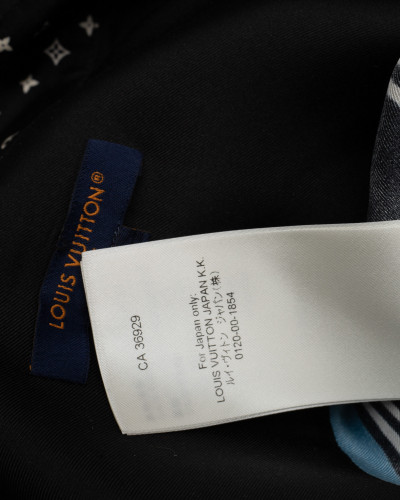 LOUIS VUITTON®
CA 36929
For Japan only:
LOUIS VUITTON JAPAN K.K.
ルイ・ヴィトン ジャパン(株)
0120-00-1854